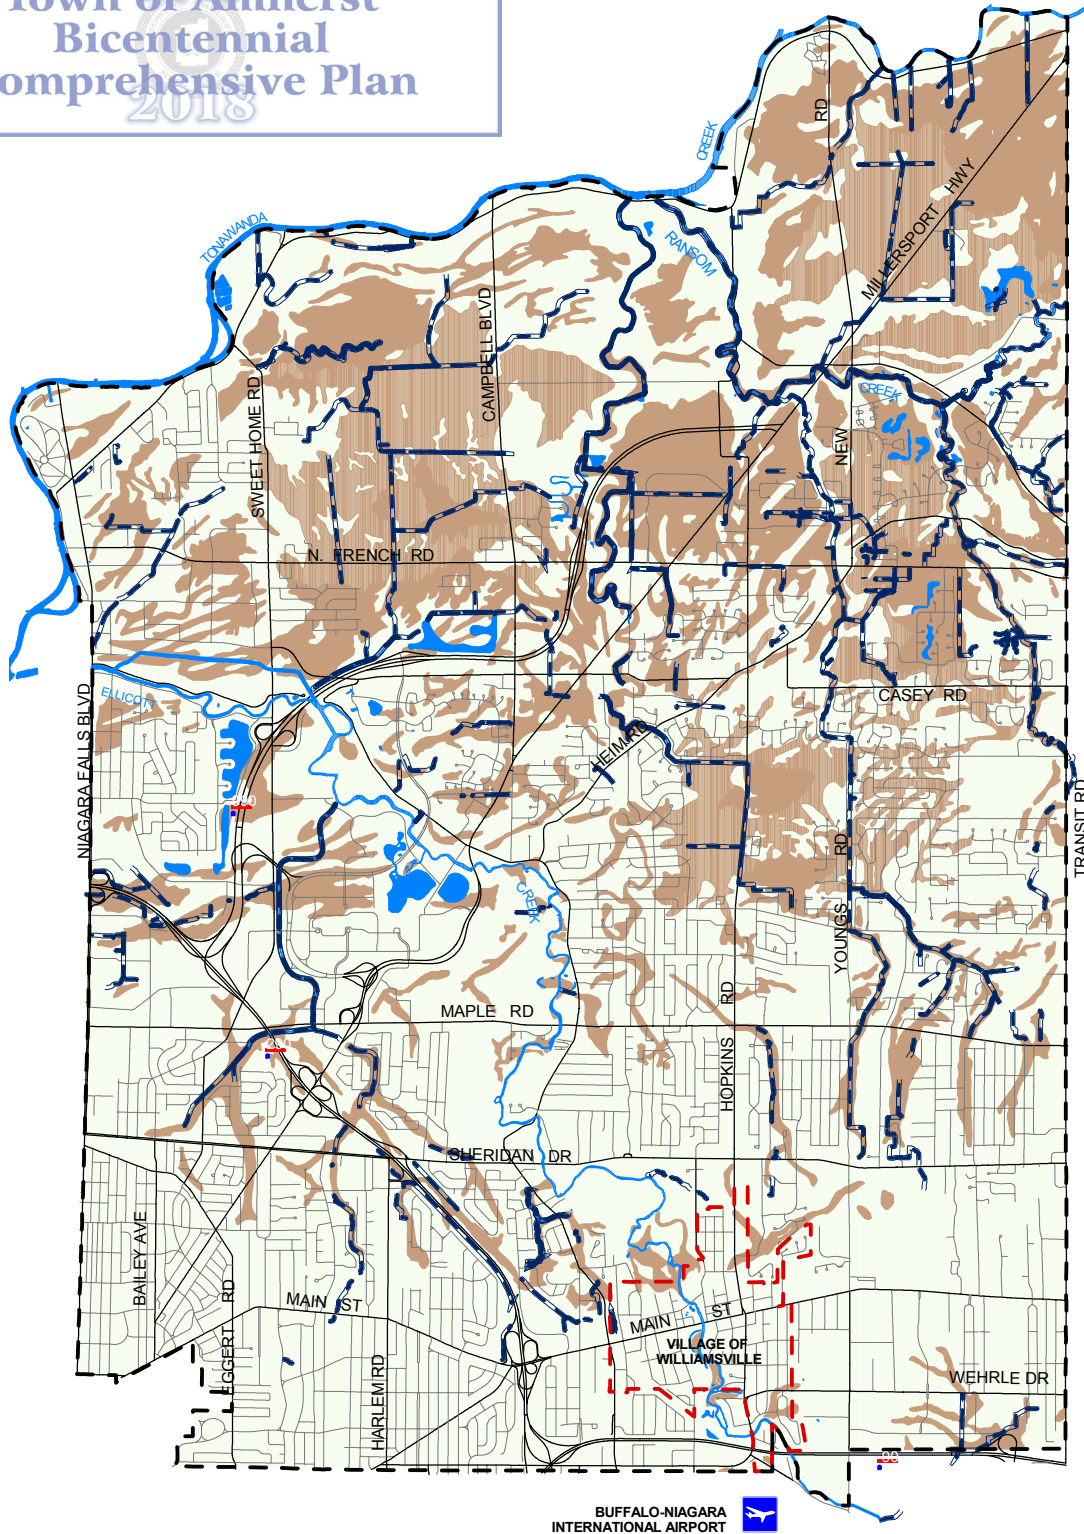 Town of Amherst
Bicentennial
omprehensive Plan
2018
CREEK
RD
TONAWANDA
RANSOM
MILLERSPORT HWY
CAMPBELL BLVD
SWEET HOME RD
CREEK
NEW
N. FRENCH RD
ELLICOTT
CASEY RD
NIAGARA FALLS BLVD
HEIM RD
TRANSIT RD
RD
CREEK
YOUNGS
MAPLE RD
RD
HOPKINS
SHERIDAN DR
BAILEY AVE
RD
EGGERT
MAIN ST
MAIN ST
VILLAGE OF
WILLIAMSVILLE
HARLEM RD
WEHRLE DR
BUFFALO-NIAGARA
INTERNATIONAL AIRPORT